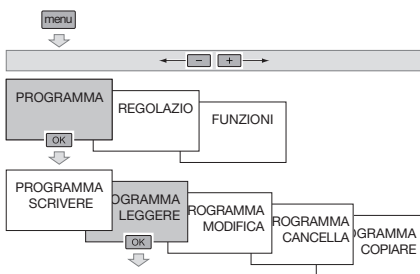 menu
- +
PROGRAMMA
REGOLAZIO
FUNZIONI
OK
PROGRAMMA
SCRIVERE
OGRAMMA
LEGGERE
ROGRAMMA
MODIFICA
ROGRAMMA
CANCELLA
OGRAMMA
COPIARE
OK